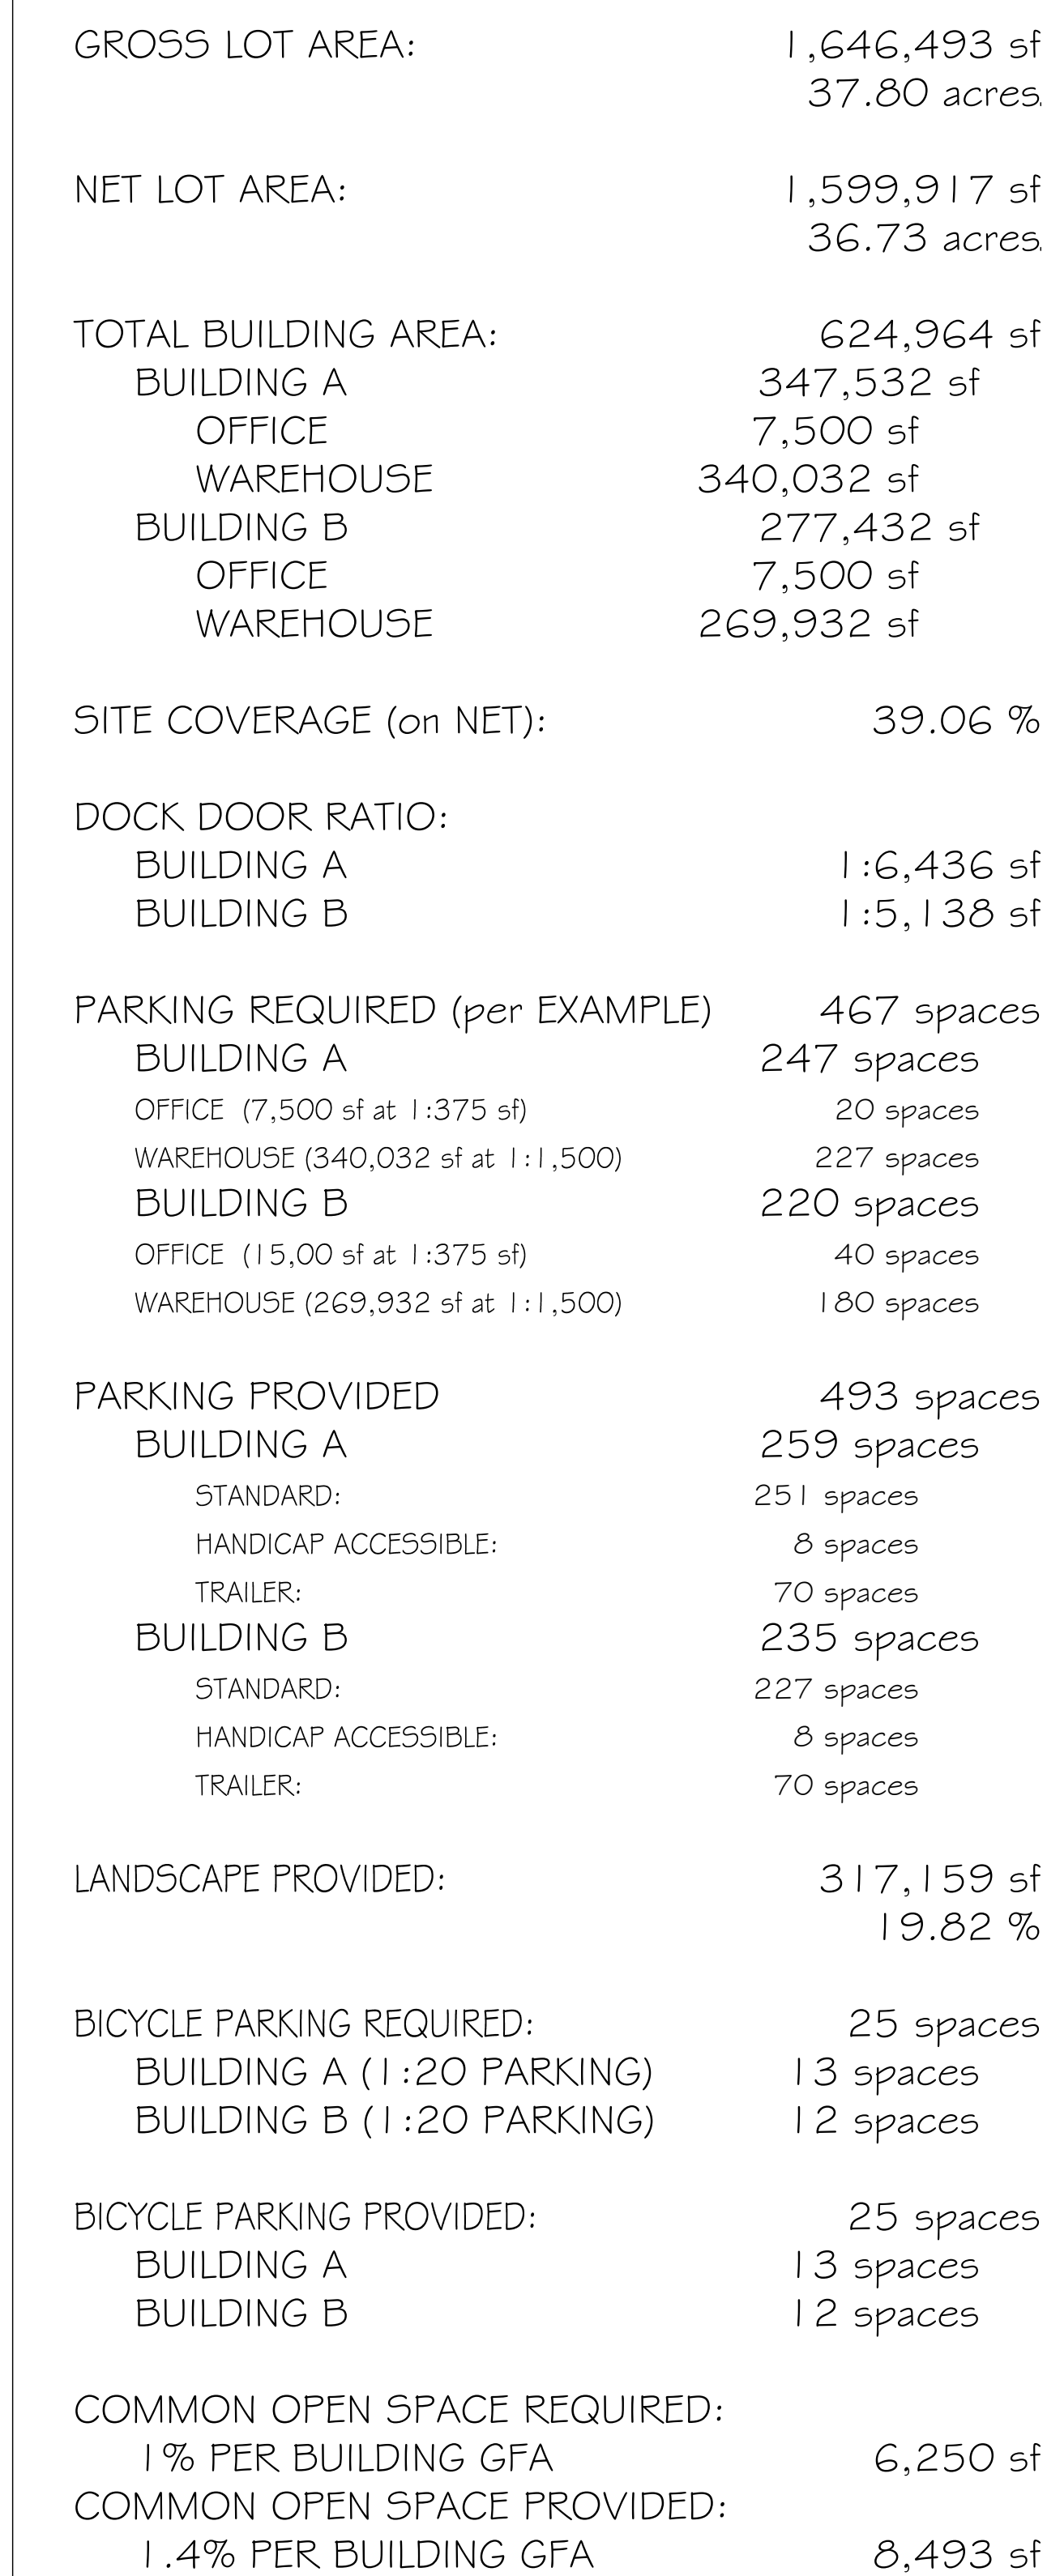 GROSS LOT AREA: 1,646,493 sf
37.80 acres
NET LOT AREA: 1,599,917 sf
36.73 acres
TOTAL BUILDING AREA: 624,964 sf
BUILDING A 347,532 sf
OFFICE 7,500 sf
WAREHOUSE 340,032 sf
BUILDING B 277,432 sf
OFFICE 7,500 sf
WAREHOUSE 269,932 sf
SITE COVERAGE (on NET): 39.06 %
DOCK DOOR RATIO:
BUILDING A 1:6,436 sf
BUILDING B 1:5,138 sf
PARKING REQUIRED (per EXAMPLE) 467 spaces
BUILDING A 247 spaces
OFFICE (7,500 sf at 1:375 sf) 20 spaces
WAREHOUSE (340,032 sf at 1:1,500) 227 spaces
BUILDING B 220 spaces
OFFICE (15,00 sf at 1:375 sf) 40 spaces
WAREHOUSE (269,932 sf at 1:1,500) 180 spaces
PARKING PROVIDED 493 spaces
BUILDING A 259 spaces
STANDARD: 251 spaces
HANDICAP ACCESSIBLE: 8 spaces
TRAILER: 70 spaces
BUILDING B 235 spaces
STANDARD: 227 spaces
HANDICAP ACCESSIBLE: 8 spaces
TRAILER: 70 spaces
LANDSCAPE PROVIDED: 317,159 sf
19.82 %
BICYCLE PARKING REQUIRED: 25 spaces
BUILDING A (1:20 PARKING) 13 spaces
BUILDING B (1:20 PARKING) 12 spaces
BICYCLE PARKING PROVIDED: 25 spaces
BUILDING A 13 spaces
BUILDING B 12 spaces
COMMON OPEN SPACE REQUIRED:
1% PER BUILDING GFA 6,250 sf
COMMON OPEN SPACE PROVIDED:
1.4% PER BUILDING GFA 8,493 sf